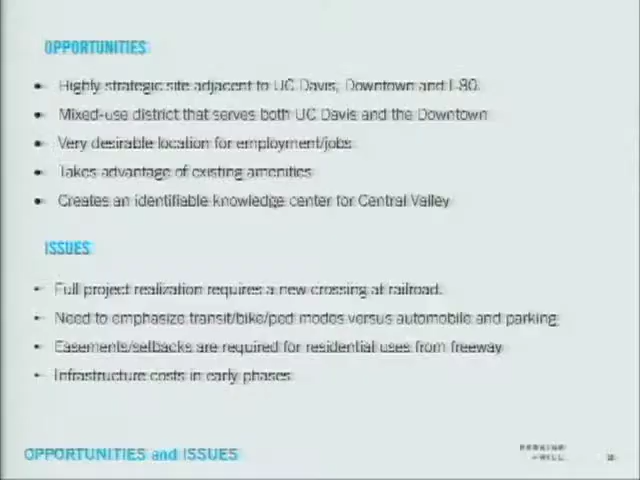 OPPORTUNITIES
• Highly strategic site adjacent to UC Davis, Downtown and I-80.
• Mixed-use district that serves both UC Davis and the Downtown
• Very desirable location for employment/jobs
• Takes advantage of existing amenities
• Creates an identifiable knowledge center for Central Valley
ISSUES
• Full project realization requires a new crossing at railroad.
• Need to emphasize transit/bike/ped modes versus automobile and parking
• Easements/setbacks are required for residential uses from freeway
• Infrastructure costs in early phases
OPPORTUNITIES and ISSUES
PERKINS
+WILL